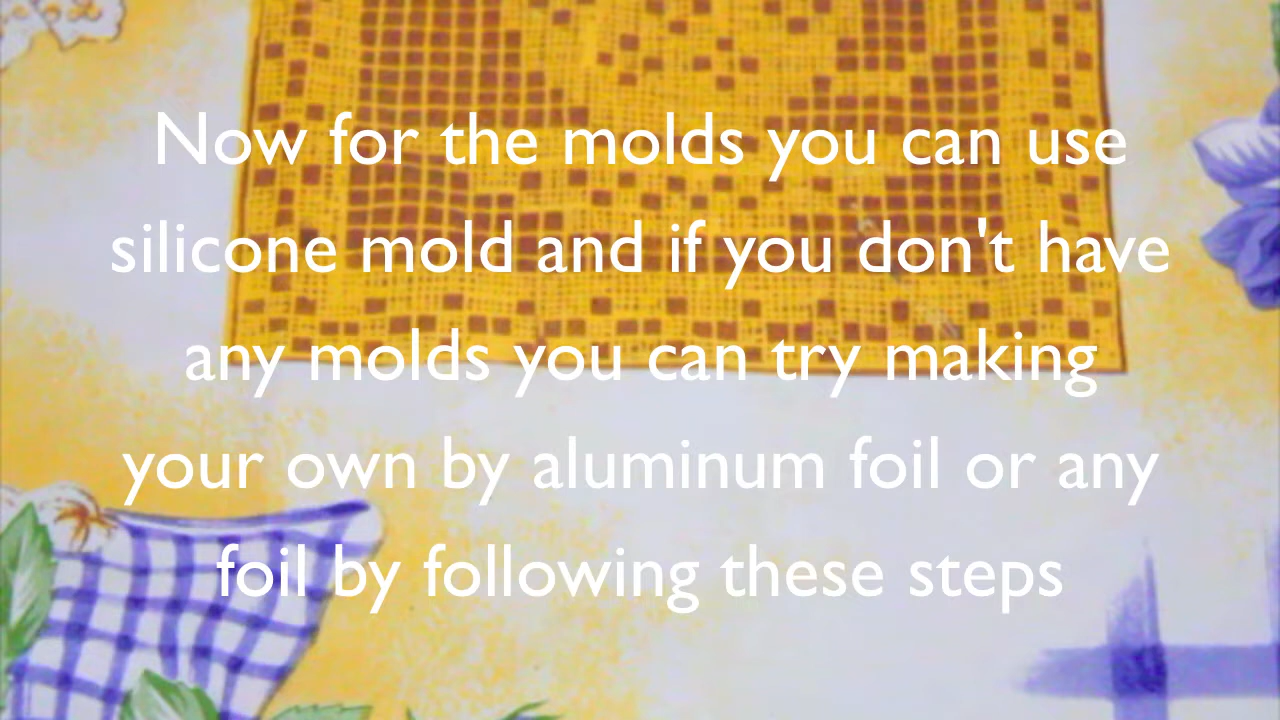 Now for the molds you can use
silicone mold and if you don't have
any molds you can try making
your own by aluminum foil or any
foil by following these steps